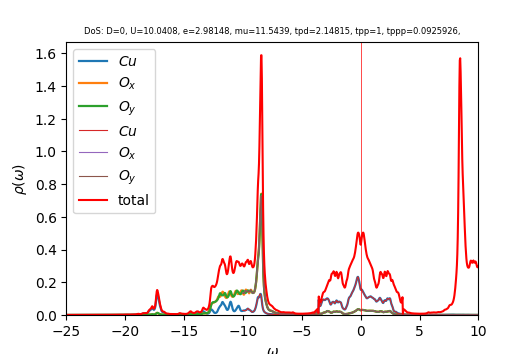 DoS: D=0, U=10.0408, e=2.98148, mu=11.5439, tpd=2.14815, tpp=1, tppp=0.0925926,
1.6
1.4
1.2
1.0
0.8
0.6
0.4
0.2
0.0
ρ(ω)
Cu
Oₓ
Oᵧ
Cu
Oₓ
Oᵧ
total
−25 −20 −15 −10 −5 0 5 10
ω